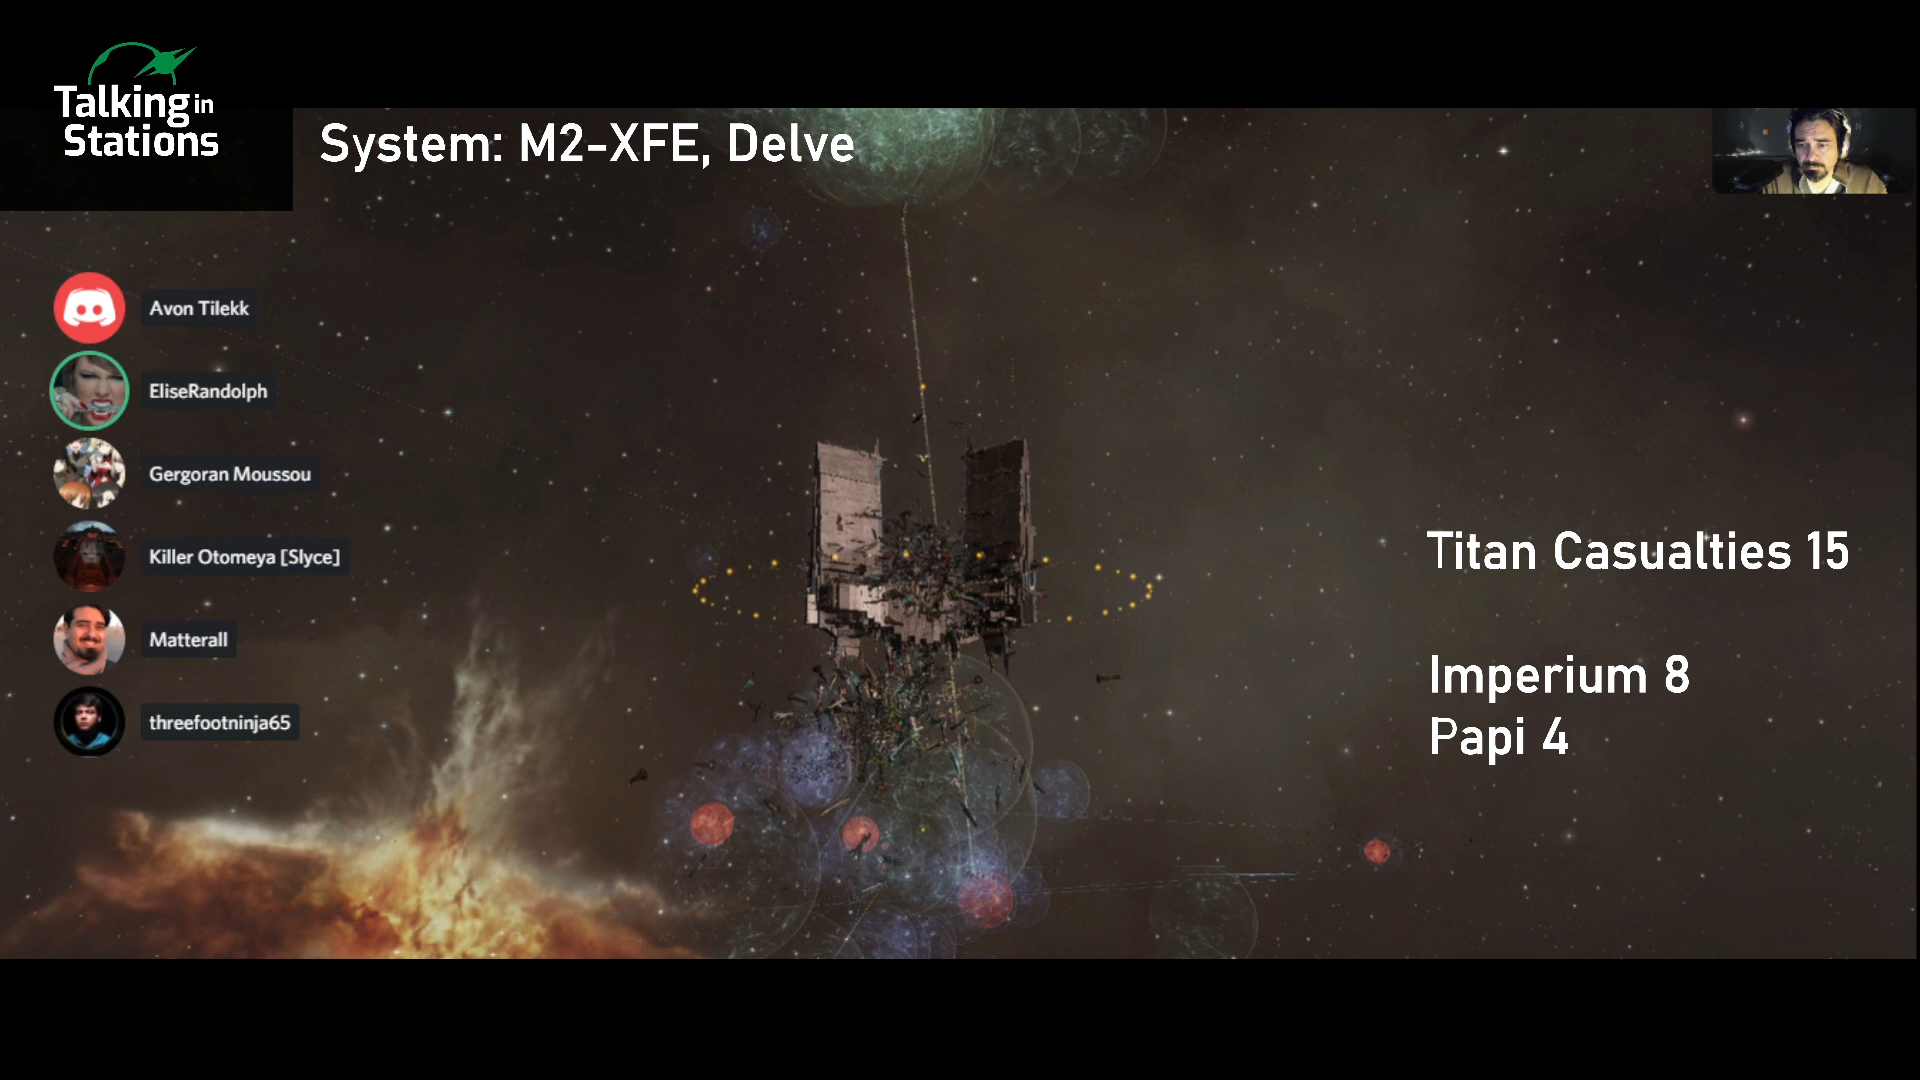 Talking in
Stations
System: M2-XFE, Delve
Avon Tilekk
EliseRandolph
Gergoran Moussou
Killer Otomeya [Slyce]
Matterall
threefootninja65
Titan Casualties 15
Imperium 8
Papi 4